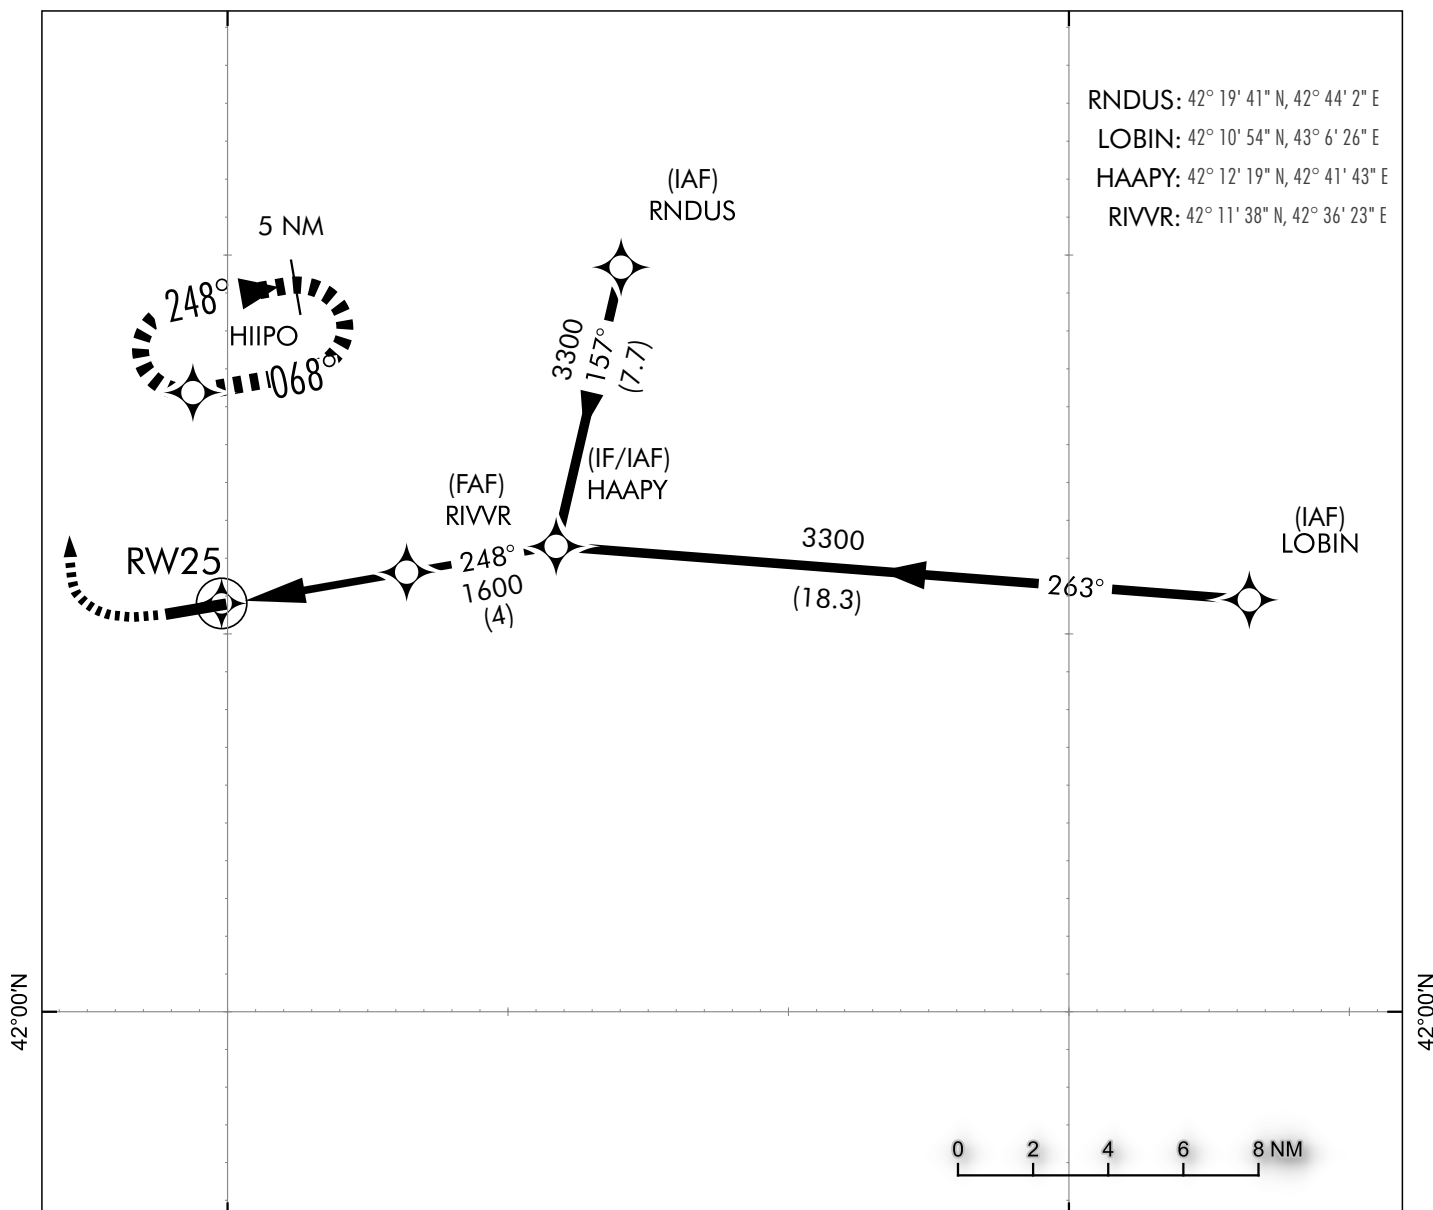 RNDUS: 42° 19' 41" N, 42° 44' 2" E
LOBIN: 42° 10' 54" N, 43° 6' 26" E
HAAPY: 42° 12' 19" N, 42° 41' 43" E
RIVVR: 42° 11' 38" N, 42° 36' 23" E
(IAF)
RNDUS
5 NM
248°
HIIPO
068°
3300
157°
(7.7)
(IF/IAF)
HAAPY
(FAF)
RIVVR
(IAF)
LOBIN
3300
263°
(18.3)
248°
1600
(4)
RW25
42°00'N
42°00'N
0 2 4 6 8 NM